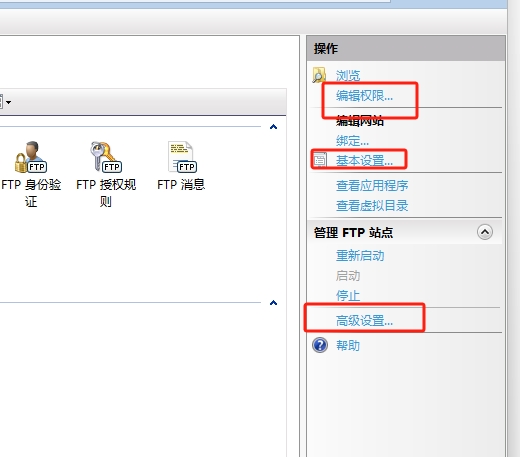 操作
浏览
编辑权限...
编辑网站
绑定...
基本设置...
查看应用程序
查看虚拟目录
管理 FTP 站点
重新启动
启动
停止
高级设置...
帮助
FTP
FTP
FTP
FTP 身份验
证
FTP 授权规
则
FTP 消息